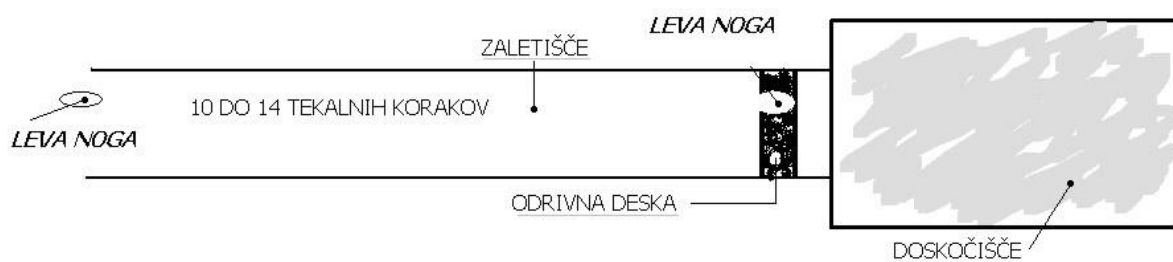 LEVA NOGA
ZALETIŠČE
10 DO 14 TEKALNIH KORAKOV
LEVA NOGA
ODRIVNA DESKA
DOSKOČIŠČE